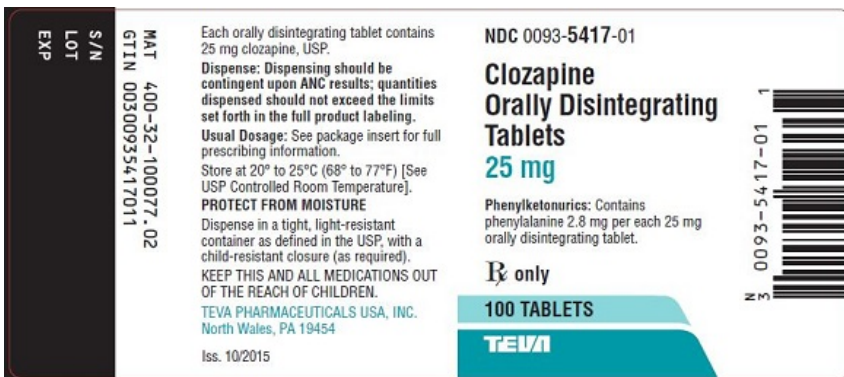 S/N
LOT
EXP
MAT 400-32-100077.02
GTIN 00300935417011
Each orally disintegrating tablet contains
25 mg clozapine, USP.
Dispense: Dispensing should be
contingent upon ANC results; quantities
dispensed should not exceed the limits
set forth in the full product labeling.
Usual Dosage: See package insert for full
prescribing information.
Store at 20° to 25°C (68° to 77°F) [See
USP Controlled Room Temperature].
PROTECT FROM MOISTURE
Dispense in a tight, light-resistant
container as defined in the USP, with a
child-resistant closure (as required).
KEEP THIS AND ALL MEDICATIONS OUT
OF THE REACH OF CHILDREN.
TEVA PHARMACEUTICALS USA, INC.
North Wales, PA 19454
Iss. 10/2015
NDC 0093-5417-01
Clozapine
Orally Disintegrating
Tablets
25 mg
Phenylketonurics: Contains
phenylalanine 2.8 mg per each 25 mg
orally disintegrating tablet.
℞ only
100 TABLETS
TEVA
N3 0093-5417-01 1